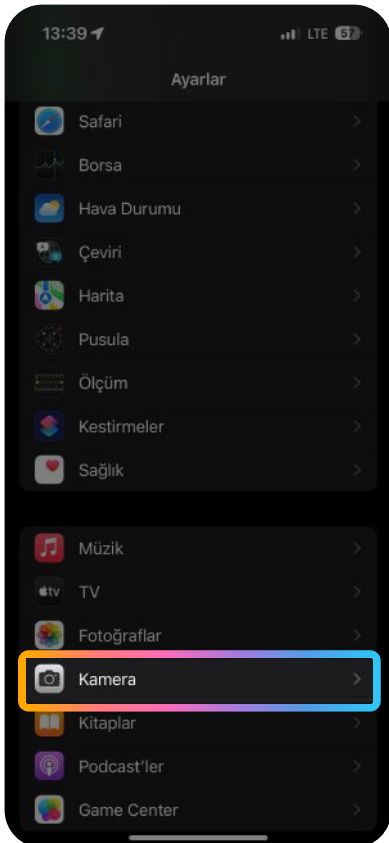 13:39
LTE 57
Ayarlar
Safari
Borsa
Hava Durumu
Çeviri
Harita
Pusula
Ölçüm
Kestirmeler
Sağlık
Müzik
tv TV
Fotoğraflar
Kamera
Kitaplar
Podcast'ler
Game Center